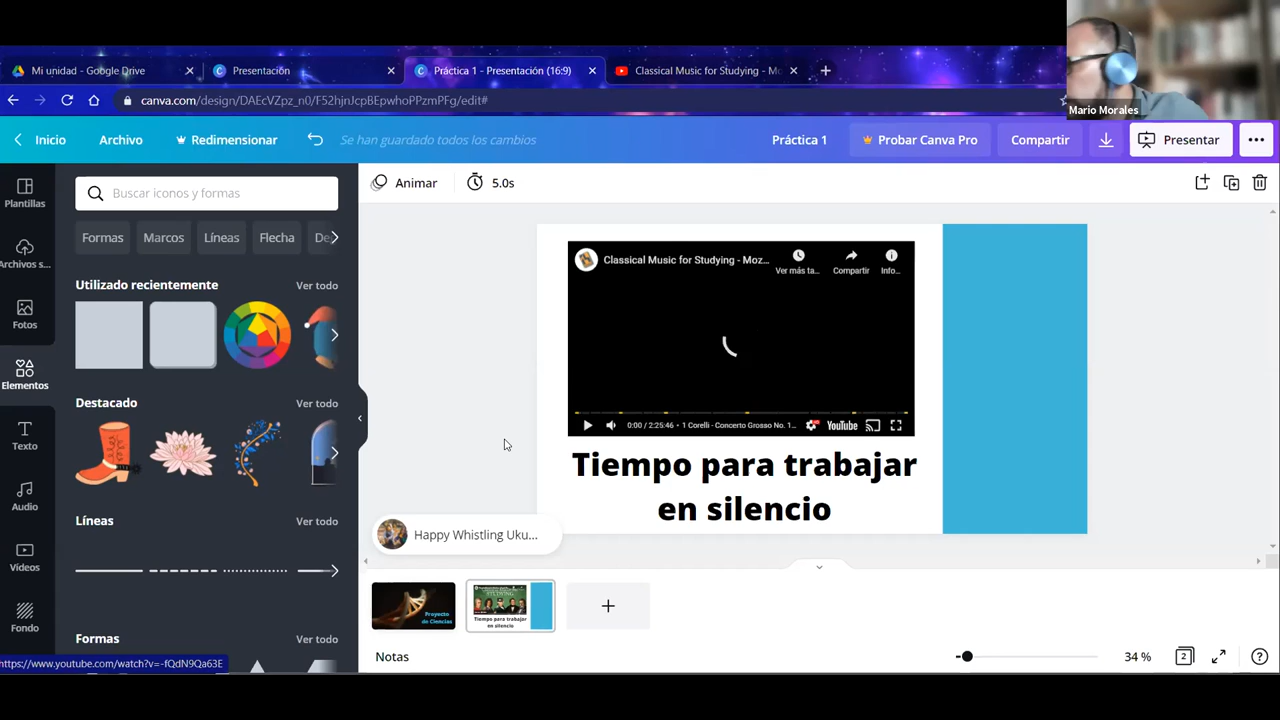 Mario Morales
Mi unidad - Google Drive
Presentación
Práctica 1 - Presentación (16:9)
Classical Music for Studying - Mo
canva.com/design/DAEcVZpz_n0/F52hjnJcpBEpwhoPPzmPFg/edit#
Inicio
Archivo
Redimensionar
Se han guardado todos los cambios
Práctica 1
Probar Canva Pro
Compartir
Presentar
Plantillas
Archivos s...
Fotos
Elementos
Texto
Audio
Vídeos
Fondo
Buscar iconos y formas
Formas
Marcos
Líneas
Flecha
De
Utilizado recientemente
Ver todo
Destacado
Ver todo
Líneas
Ver todo
Formas
Ver todo
https://www.youtube.com/watch?v=-fQdN9Qa63E
Animar
5.0s
Classical Music for Studying - Moz...
Ver más ta...
Compartir
Info...
0:00 / 2:25:46 • 1 Corelli - Concerto Grosso No. 1...
YouTube
Tiempo para trabajar
en silencio
Happy Whistling Uku...
Proyecto
de Ciencias
STUDYING
Tiempo para trabajar
en silencio
Notas
34 %
2